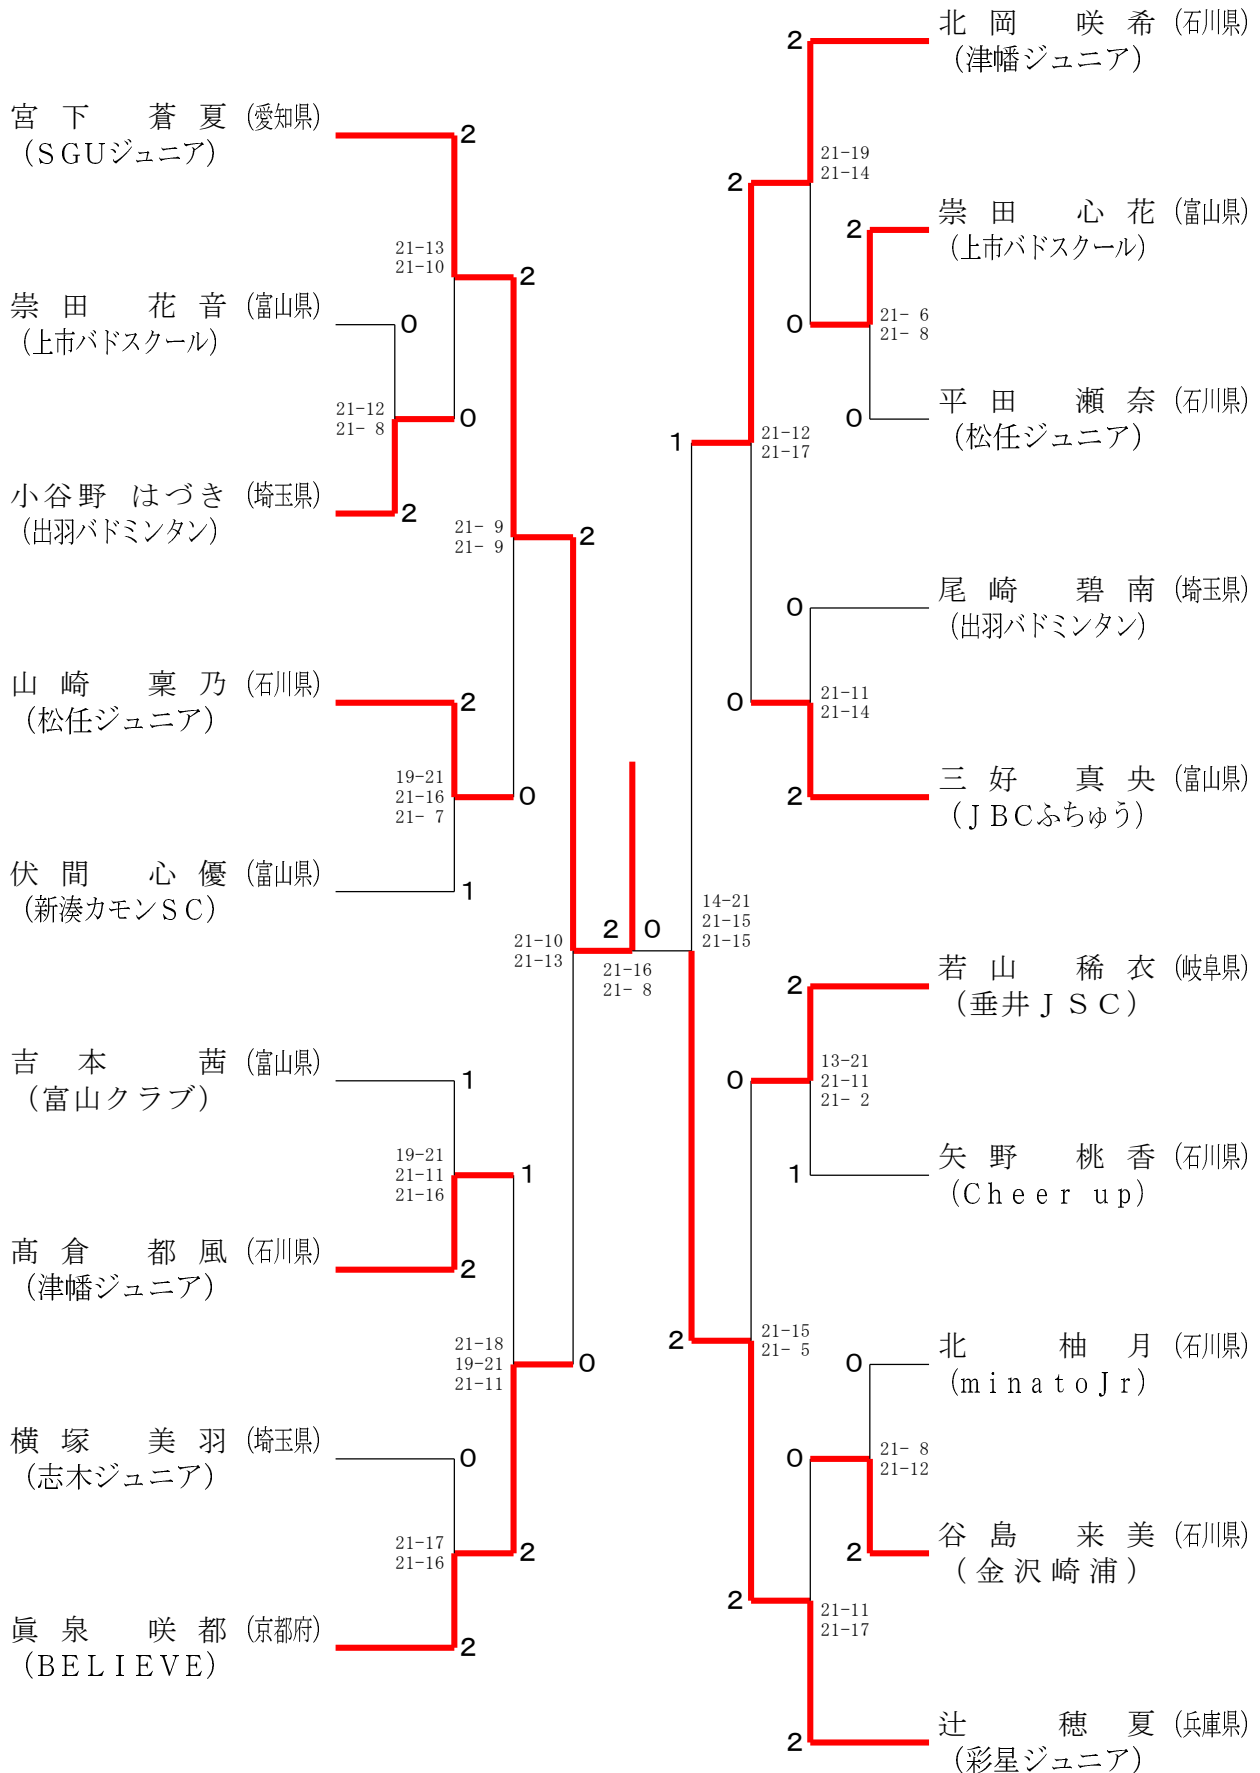 宮下 蒼夏 (愛知県)
(SGUジュニア)
2
21-13
21-10
2
崇田 花音 (富山県)
(上市バドスクール)
0
21-12
21- 8
0
小谷野 はづき (埼玉県)
(出羽バドミンタン)
2
21- 9
21- 9
2
山崎 稟乃 (石川県)
(松任ジュニア)
2
19-21
21-16
21- 7
0
伏間 心優 (富山県)
(新湊カモンSC)
1
21-10
21-13
2 0
21-16
21- 8
吉本 茜 (富山県)
(富山クラブ)
1
19-21
21-11
21-16
1
髙倉 都風 (石川県)
(津幡ジュニア)
2
21-18
19-21
21-11
0
横塚 美羽 (埼玉県)
(志木ジュニア)
0
21-17
21-16
2
眞泉 咲都 (京都府)
(BELIEVE)
2
北岡 咲希 (石川県)
(津幡ジュニア)
2
21-19
21-14
2
崇田 心花 (富山県)
(上市バドスクール)
2
21- 6
21- 8
0
平田 瀬奈 (石川県)
(松任ジュニア)
0
21-12
21-17
1
尾崎 碧南 (埼玉県)
(出羽バドミンタン)
0
21-11
21-14
0
三好 真央 (富山県)
(JBCふちゅう)
2
14-21
21-15
21-15
若山 稀衣 (岐阜県)
(垂井JSC)
2
13-21
21-11
21- 2
0
矢野 桃香 (石川県)
(Cheer up)
1
21-15
21- 5
2
北 柚月 (石川県)
(minatoJr)
0
21- 8
21-12
0
谷島 来美 (石川県)
(金沢崎浦)
2
21-11
21-17
2
辻 穂夏 (兵庫県)
(彩星ジュニア)
2